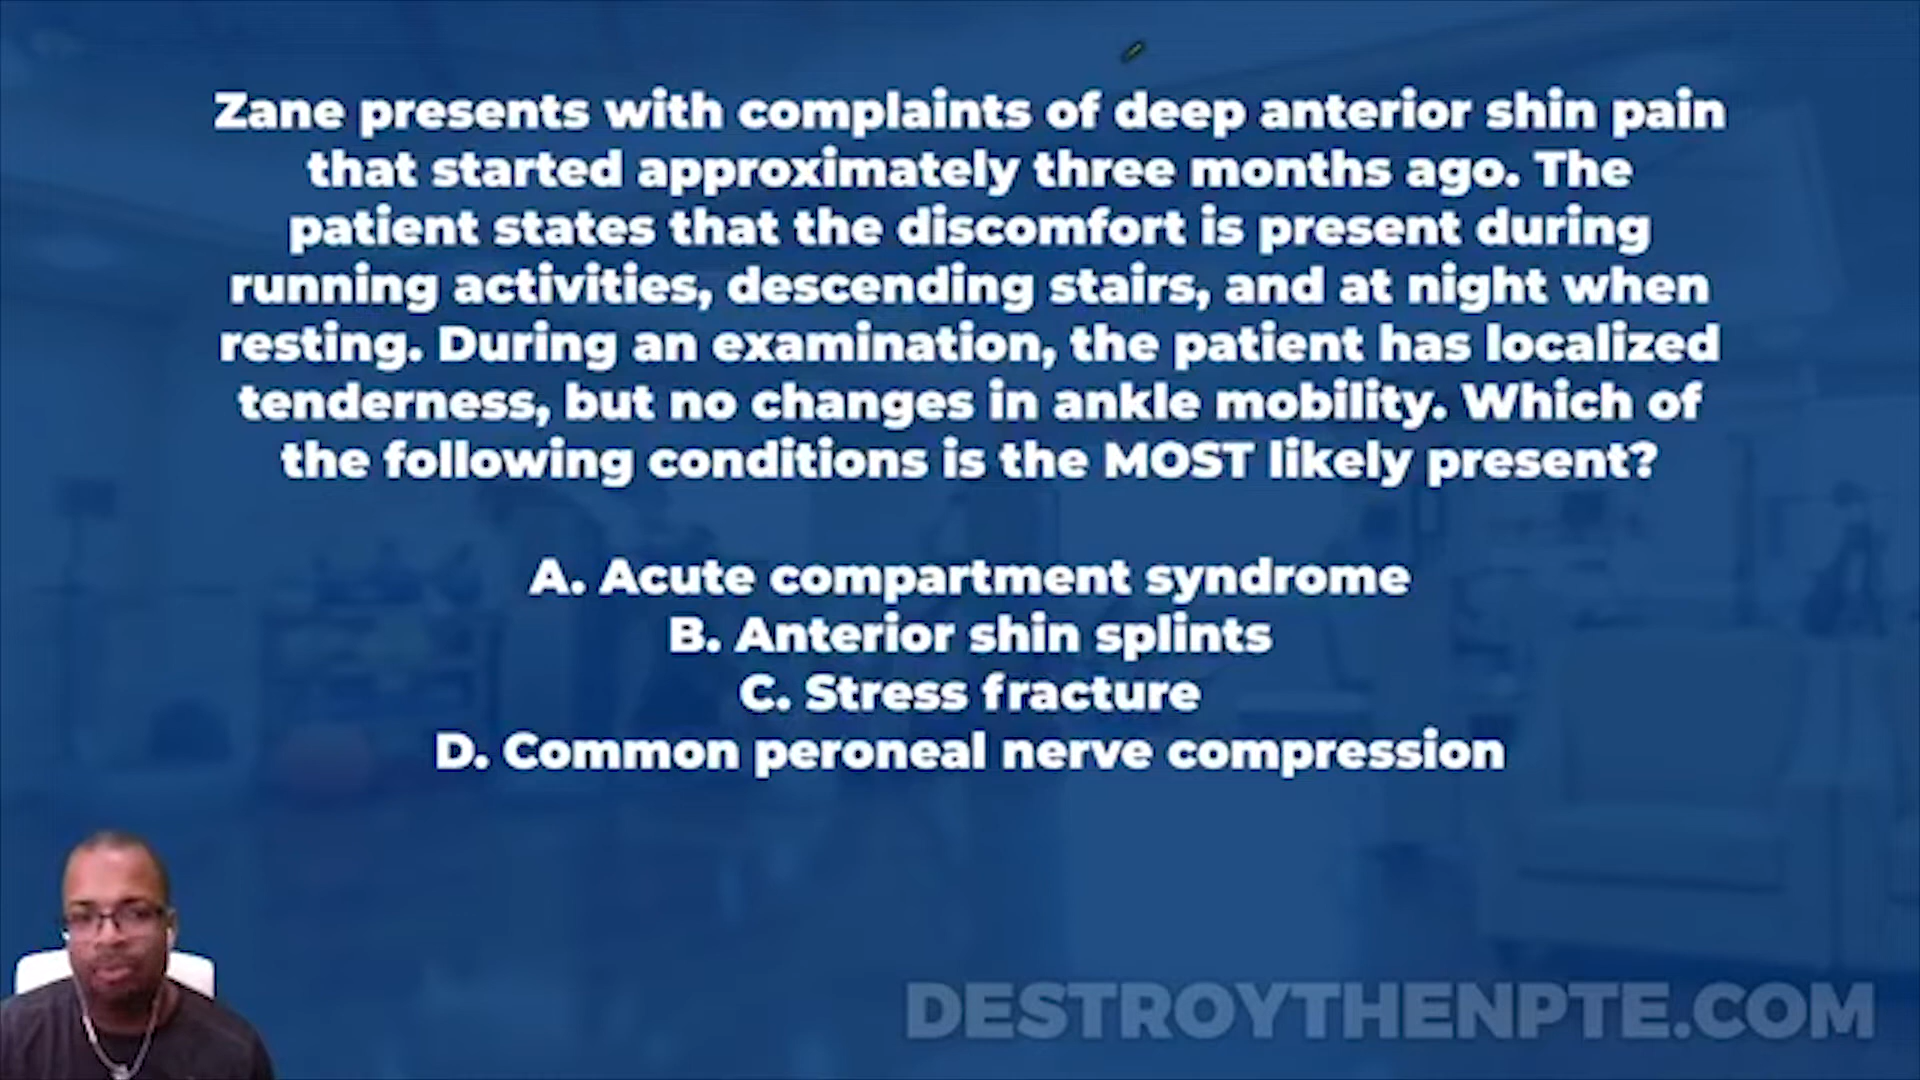 Zane presents with complaints of deep anterior shin pain
that started approximately three months ago. The
patient states that the discomfort is present during
running activities, descending stairs, and at night when
resting. During an examination, the patient has localized
tenderness, but no changes in ankle mobility. Which of
the following conditions is the MOST likely present?
A. Acute compartment syndrome
B. Anterior shin splints
C. Stress fracture
D. Common peroneal nerve compression
DESTROYTHENPTE.COM